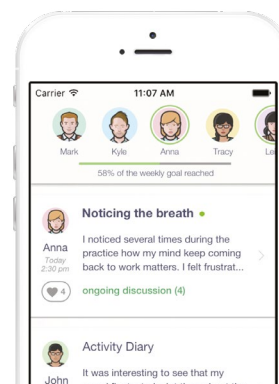 Carrier 11:07 AM
Mark Kyle Anna Tracy
58% of the weekly goal reached
Noticing the breath
Anna
Today
2:30 pm
I noticed several times during the
practice how my mind keep coming
back to work matters. I felt frustrat...
4
ongoing discussion (4)
Activity Diary
John
It was interesting to see that my